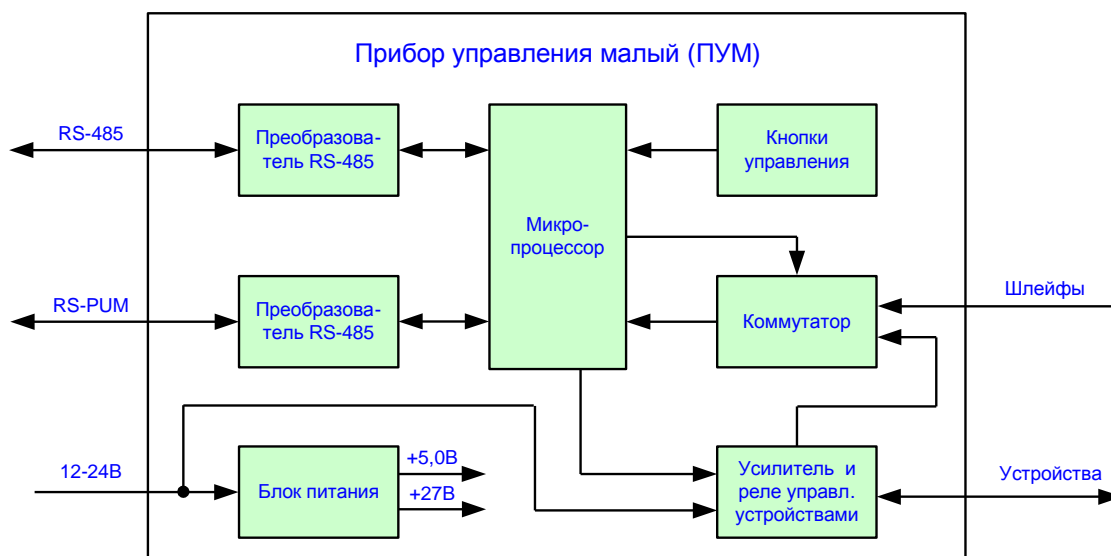 Прибор управления малый (ПУМ)
RS-485
Преобразова-
тель RS-485
Кнопки
управления
Микро-
процессор
RS-PUM
Преобразова-
тель RS-485
Коммутатор
Шлейфы
12-24В
Блок питания
+5,0В
+27В
Усилитель и
реле управл.
устройствами
Устройства